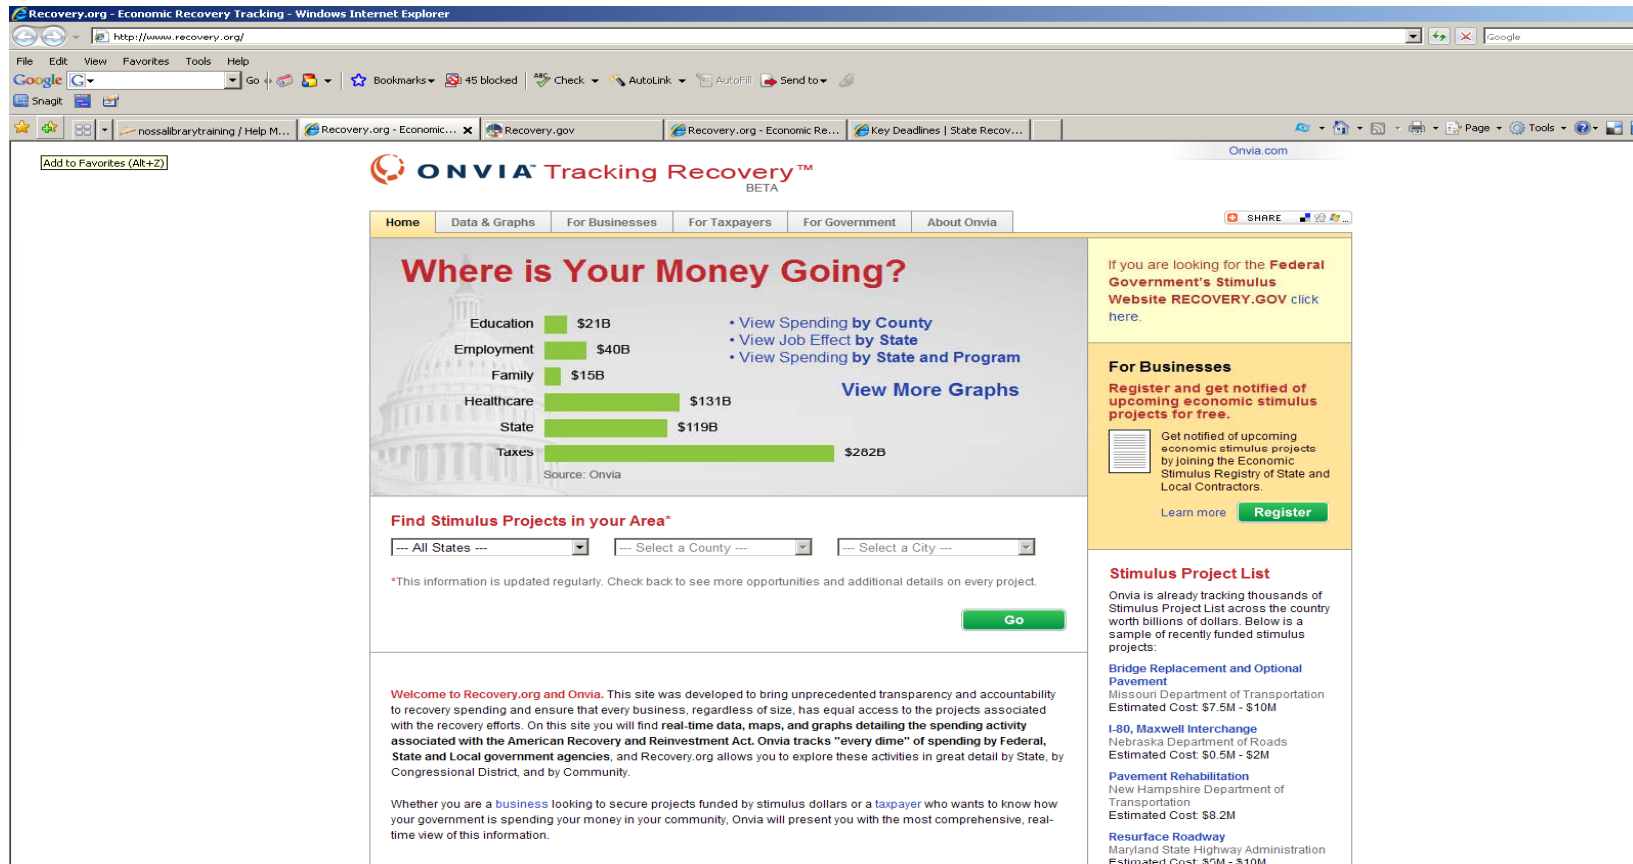 Recovery.org - Economic Recovery Tracking - Windows Internet Explorer
http://www.recovery.org/
Google
File Edit View Favorites Tools Help
Google G Go Bookmarks 45 blocked ABC Check AutoLink AutoFill Send to
Snagit
nossalibrarytraining / Help M... Recovery.org - Economic... Recovery.gov Recovery.org - Economic Re... Key Deadlines | State Recov... Page Tools
Add to Favorites (Alt+Z)
Onvia.com
ONVIA™ Tracking Recovery™
BETA
Home Data & Graphs For Businesses For Taxpayers For Government About Onvia
SHARE ...
Where is Your Money Going?
Education $21B
Employment $40B
Family $15B
Healthcare $131B
State $119B
Taxes $282B
Source: Onvia
• View Spending by County
• View Job Effect by State
• View Spending by State and Program
View More Graphs
Find Stimulus Projects in your Area*
--- All States --- --- Select a County --- --- Select a City ---
*This information is updated regularly. Check back to see more opportunities and additional details on every project.
Go
Welcome to Recovery.org and Onvia. This site was developed to bring unprecedented transparency and accountability
to recovery spending and ensure that every business, regardless of size, has equal access to the projects associated
with the recovery efforts. On this site you will find real-time data, maps, and graphs detailing the spending activity
associated with the American Recovery and Reinvestment Act. Onvia tracks "every dime" of spending by Federal,
State and Local government agencies, and Recovery.org allows you to explore these activities in great detail by State, by
Congressional District, and by Community.
Whether you are a business looking to secure projects funded by stimulus dollars or a taxpayer who wants to know how
your government is spending your money in your community, Onvia will present you with the most comprehensive, real-
time view of this information.
If you are looking for the Federal
Government's Stimulus
Website RECOVERY.GOV click
here.
For Businesses
Register and get notified of
upcoming economic stimulus
projects for free.
Get notified of upcoming
economic stimulus projects
by joining the Economic
Stimulus Registry of State and
Local Contractors.
Learn more Register
Stimulus Project List
Onvia is already tracking thousands of
Stimulus Project List across the country
worth billions of dollars. Below is a
sample of recently funded stimulus
projects:
Bridge Replacement and Optional
Pavement
Missouri Department of Transportation
Estimated Cost: $7.5M - $10M
I-80, Maxwell Interchange
Nebraska Department of Roads
Estimated Cost: $0.5M - $2M
Pavement Rehabilitation
New Hampshire Department of
Transportation
Estimated Cost: $8.2M
Resurface Roadway
Maryland State Highway Administration
Estimated Cost: $5M - $10M